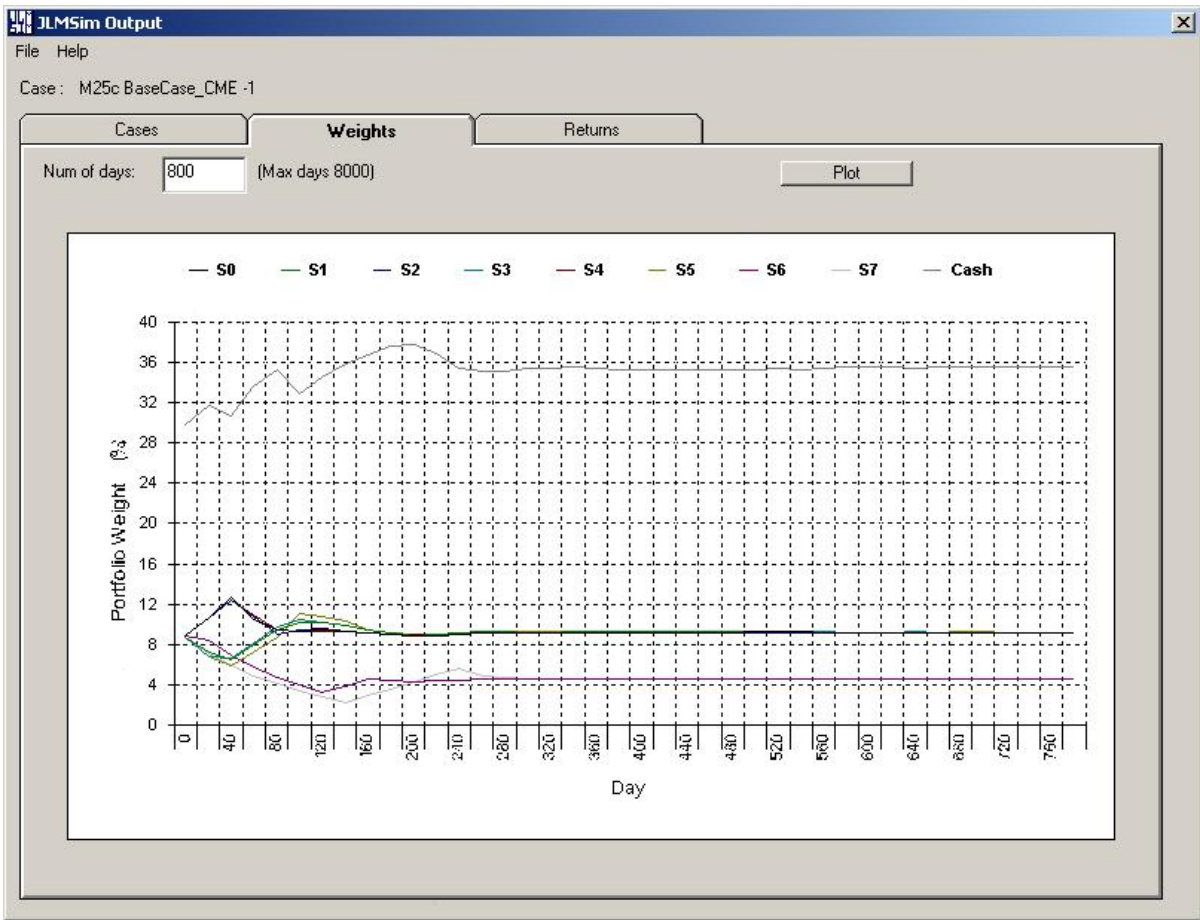 JLMSim Output
File Help
Case : M25c BaseCase_CME -1
Cases Weights Returns
Num of days: 800 (Max days 8000) Plot
S0 S1 S2 S3 S4 S5 S6 S7 Cash
40
36
32
28
24
20
16
12
8
4
0
Portfolio Weight (%)
0 40 80 120 160 200 240 280 320 360 400 440 480 520 560 600 640 680 720 760
Day